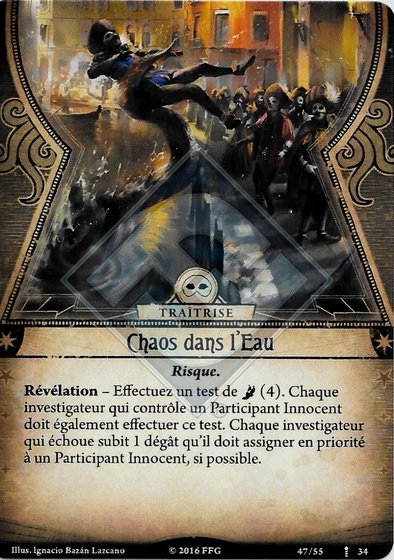 TRAÎTRISE
Chaos dans l'Eau
Risque.
Révélation – Effectuez un test de (4). Chaque
investigateur qui contrôle un Participant Innocent
doit également effectuer ce test. Chaque investigateur
qui échoue subit 1 dégât qu'il doit assigner en priorité
à un Participant Innocent, si possible.
Illus. Ignacio Bazán Lazcano © 2016 FFG 47/55 34